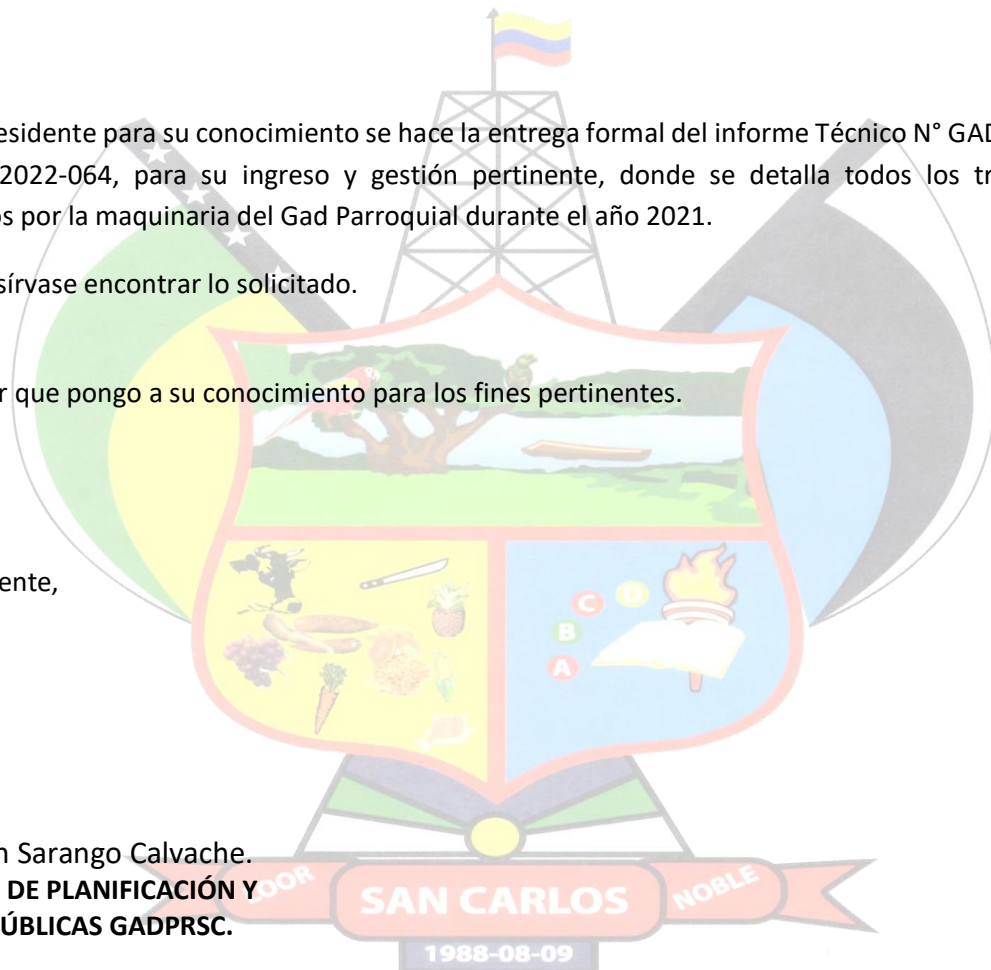 esidente para su conocimiento se hace la entrega formal del informe Técnico N° GAD
2022-064, para su ingreso y gestión pertinente, donde se detalla todos los tr
os por la maquinaria del Gad Parroquial durante el año 2021.
sírvase encontrar lo solicitado.
r que pongo a su conocimiento para los fines pertinentes.
ente,
A B C D
n Sarango Calvache.
DE PLANIFICACIÓN Y
ÚBLICAS GADPRSC.
LOOR SAN CARLOS NOBLE
1988-08-09